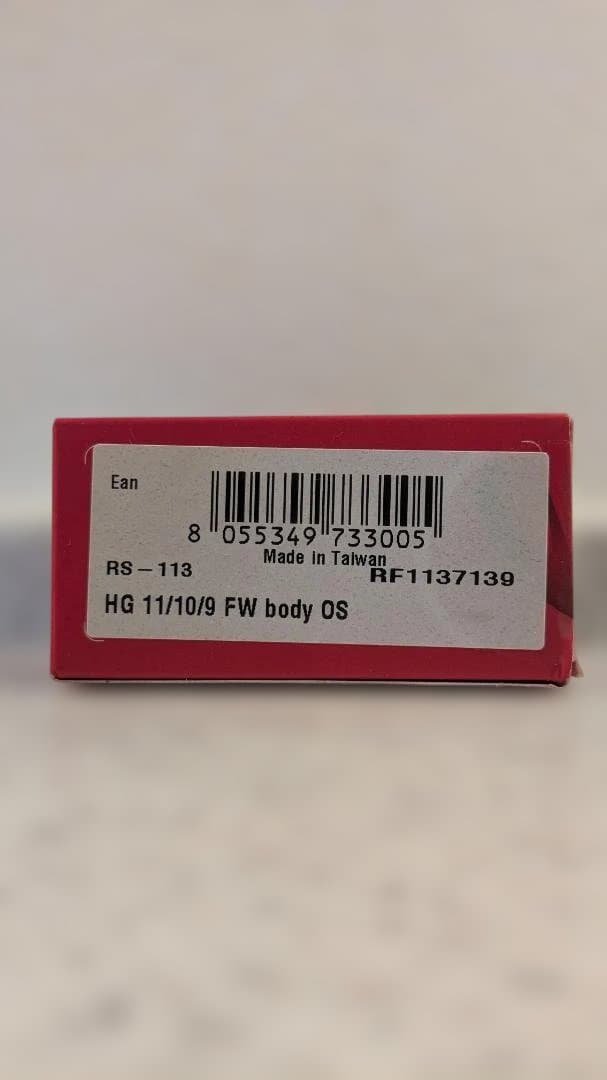 Ean
8 055349 733005
Made in Taiwan
RS – 113
RF1137139
HG 11/10/9 FW body OS